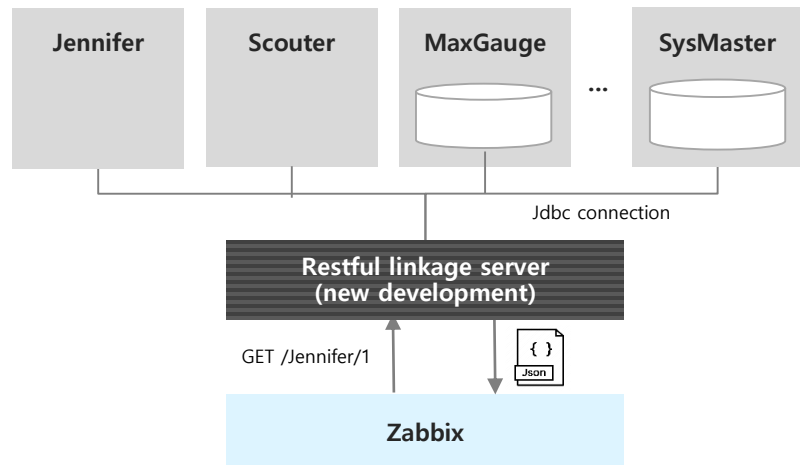 Jennifer
Scouter
MaxGauge
...
SysMaster
Jdbc connection
Restful linkage server
(new development)
GET /Jennifer/1
{ }
Json
Zabbix